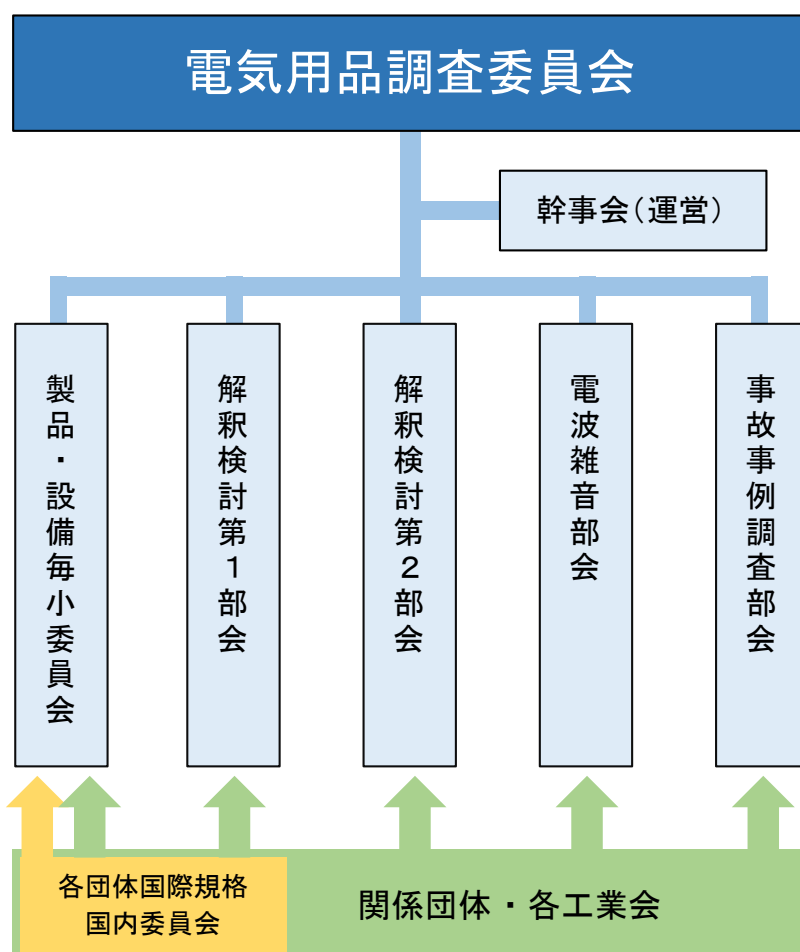 電気用品調査委員会
幹事会（運営）
製品・設備毎小委員会
解釈検討第１部会
解釈検討第２部会
電波雑音部会
事故事例調査部会
各団体国際規格
国内委員会
関係団体・各工業会